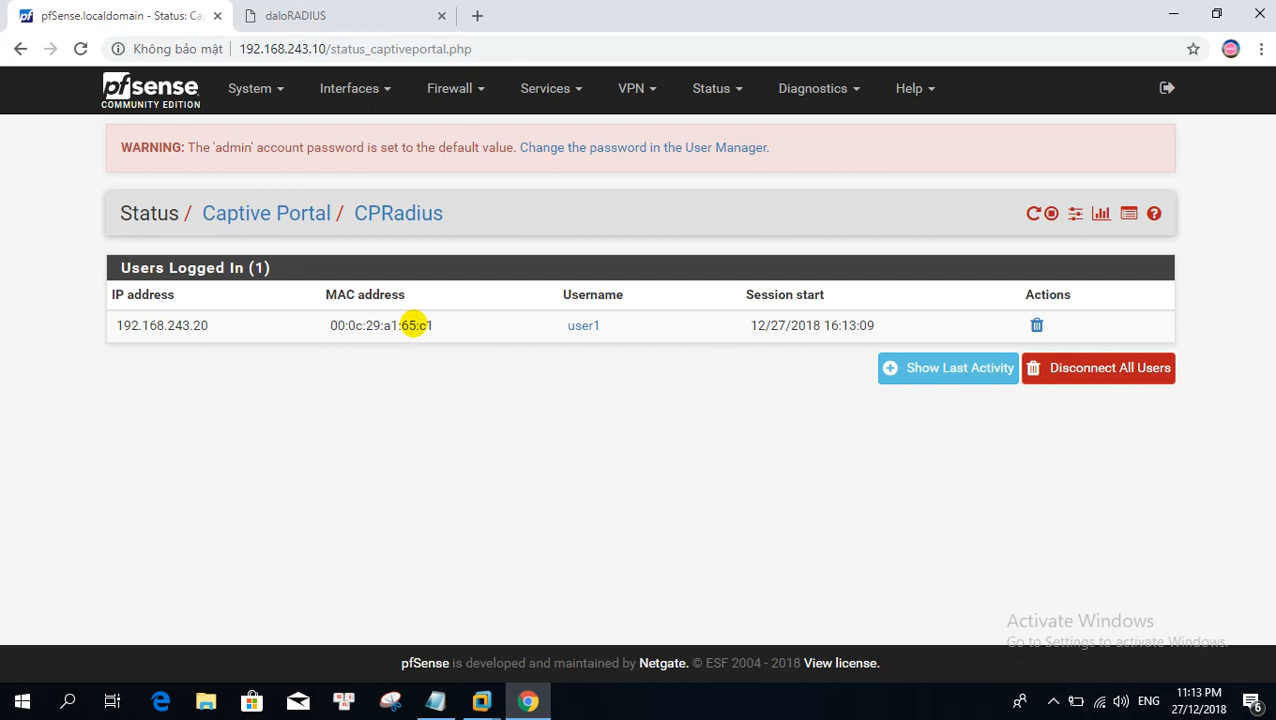 pfSense.localdomain - Status: Ca
daloRADIUS
Không bảo mật
192.168.243.10/status_captiveportal.php
pfsense
COMMUNITY EDITION
System
Interfaces
Firewall
Services
VPN
Status
Diagnostics
Help
WARNING: The 'admin' account password is set to the default value. Change the password in the User Manager.
Status / Captive Portal / CPRadius
Users Logged In (1)
IP address MAC address Username Session start Actions
192.168.243.20 00:0c:29:a1:65:c1 user1 12/27/2018 16:13:09
Show Last Activity
Disconnect All Users
Activate Windows
Go to Settings to activate Windows.
pfSense is developed and maintained by Netgate. © ESF 2004 - 2018 View license.
ENG
11:13 PM
27/12/2018
6